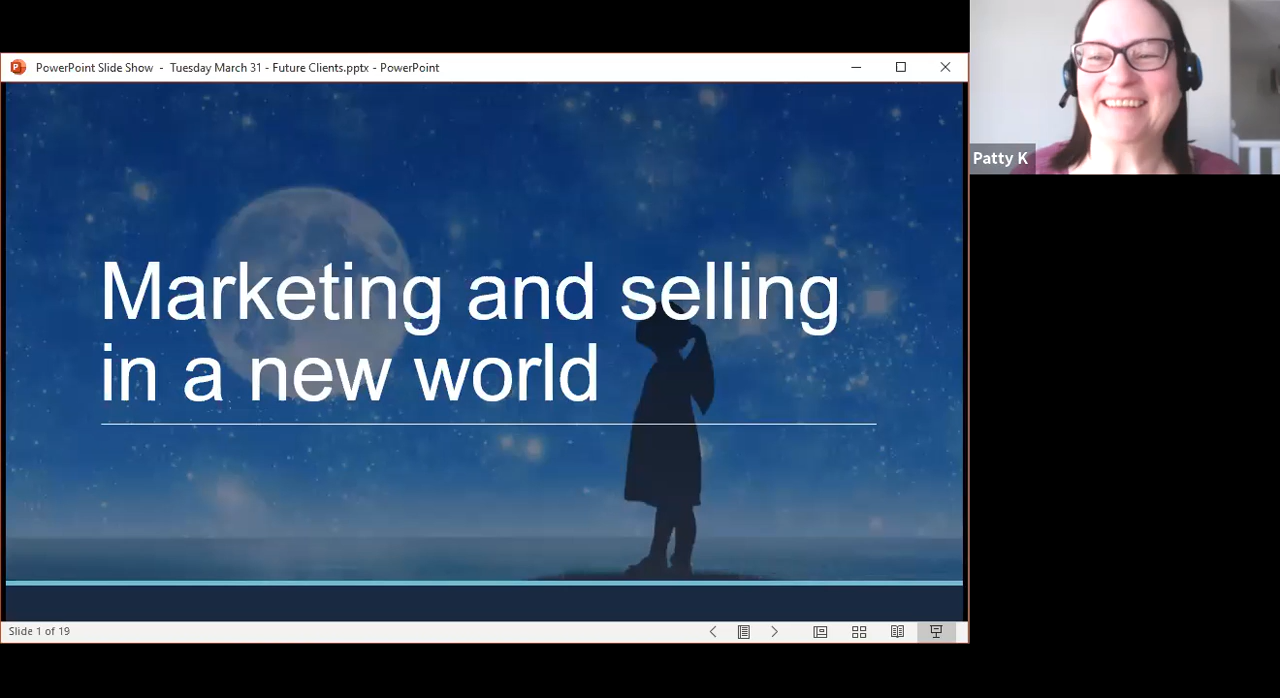 PowerPoint Slide Show - Tuesday March 31 - Future Clients.pptx - PowerPoint
Patty K
Marketing and selling
in a new world
Slide 1 of 19